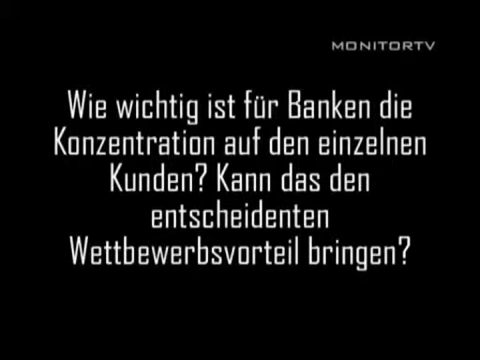 MONITORTV
Wie wichtig ist für Banken die
Konzentration auf den einzelnen
Kunden? Kann das den
entscheidenten
Wettbewerbsvorteil bringen?